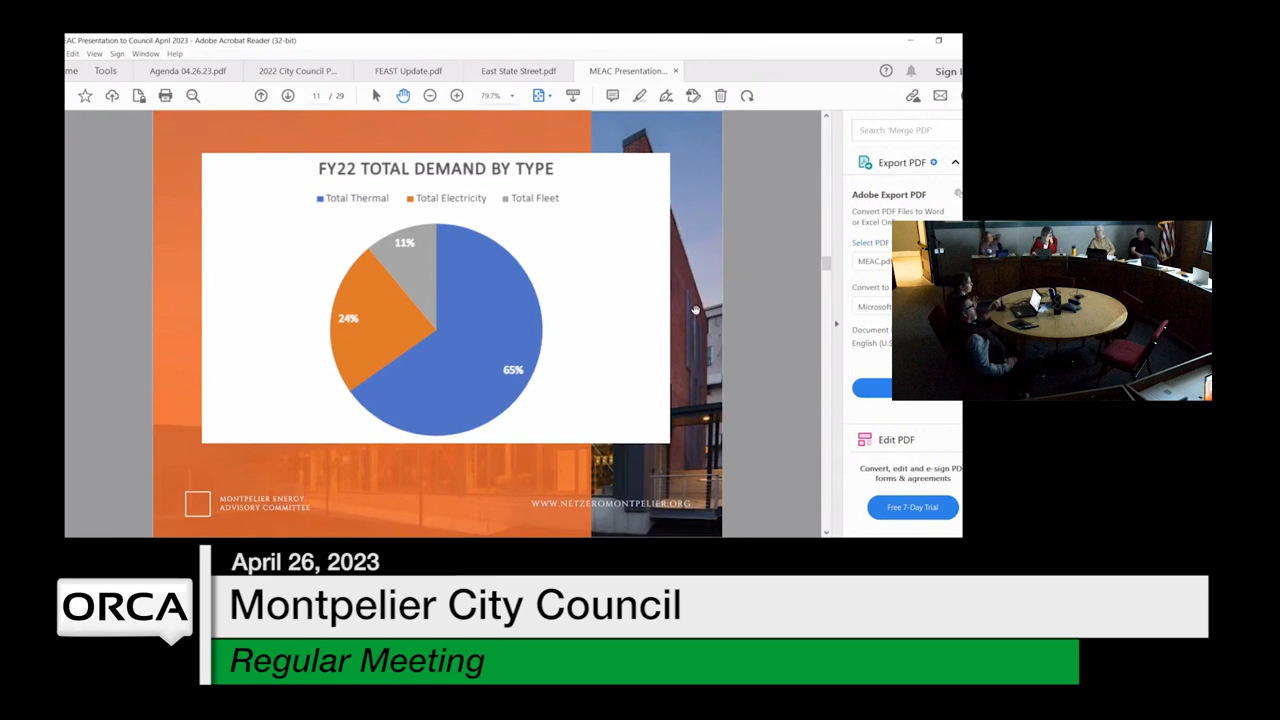 EAC Presentation to Council April 2023 - Adobe Acrobat Reader (32-bit)
Edit View Sign Window Help
me Tools Agenda 04.26.23.pdf 2022 City Council P... FEAST Update.pdf East State Street.pdf MEAC Presentation... × Sign I
11 / 29 79.7%
FY22 TOTAL DEMAND BY TYPE
Total Thermal Total Electricity Total Fleet
11%
24%
65%
MONTPELIER ENERGY
ADVISORY COMMITTEE
WWW.NETZEROMONTPELIER.ORG
Search 'Merge PDF'
Export PDF
Adobe Export PDF
Convert PDF Files to Word
or Excel Onl
Select PDF
MEAC.pd
Convert to
Microsoft
Document
English (U.S
Edit PDF
Convert, edit and e-sign PD
forms & agreements
Free 7-Day Trial
April 26, 2023
ORCA
Montpelier City Council
Regular Meeting